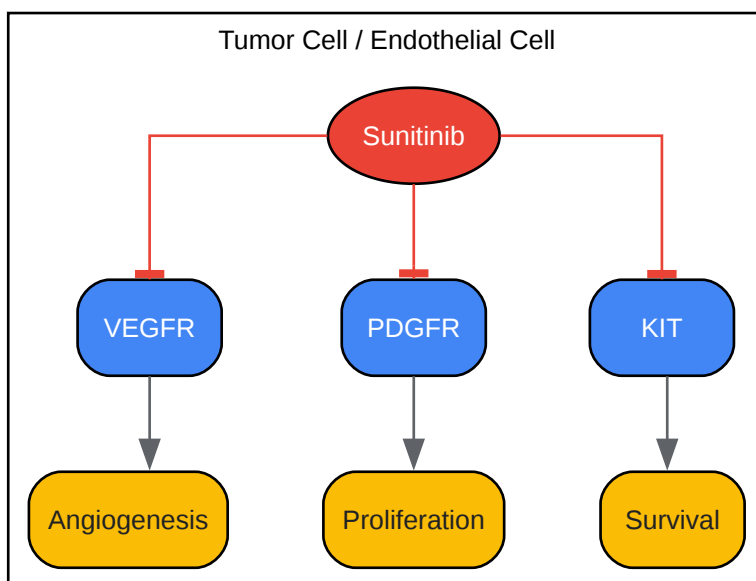 Tumor Cell / Endothelial Cell
Sunitinib
VEGFR
PDGFR
KIT
Angiogenesis
Proliferation
Survival